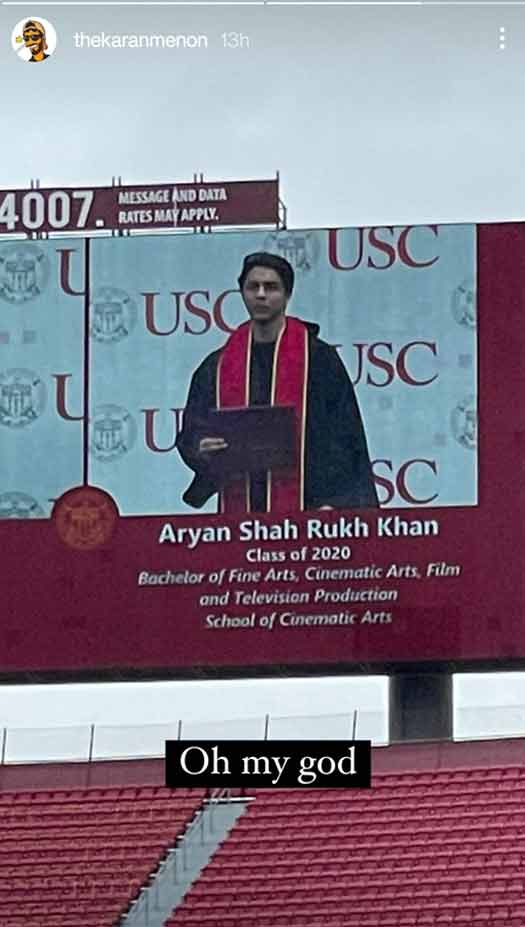 thekaranmenon 13h
4007.
MESSAGE AND DATA
RATES MAY APPLY.
USC
USC
USC
USC
Aryan Shah Rukh Khan
Class of 2020
Bachelor of Fine Arts, Cinematic Arts, Film
and Television Production
School of Cinematic Arts
Oh my god